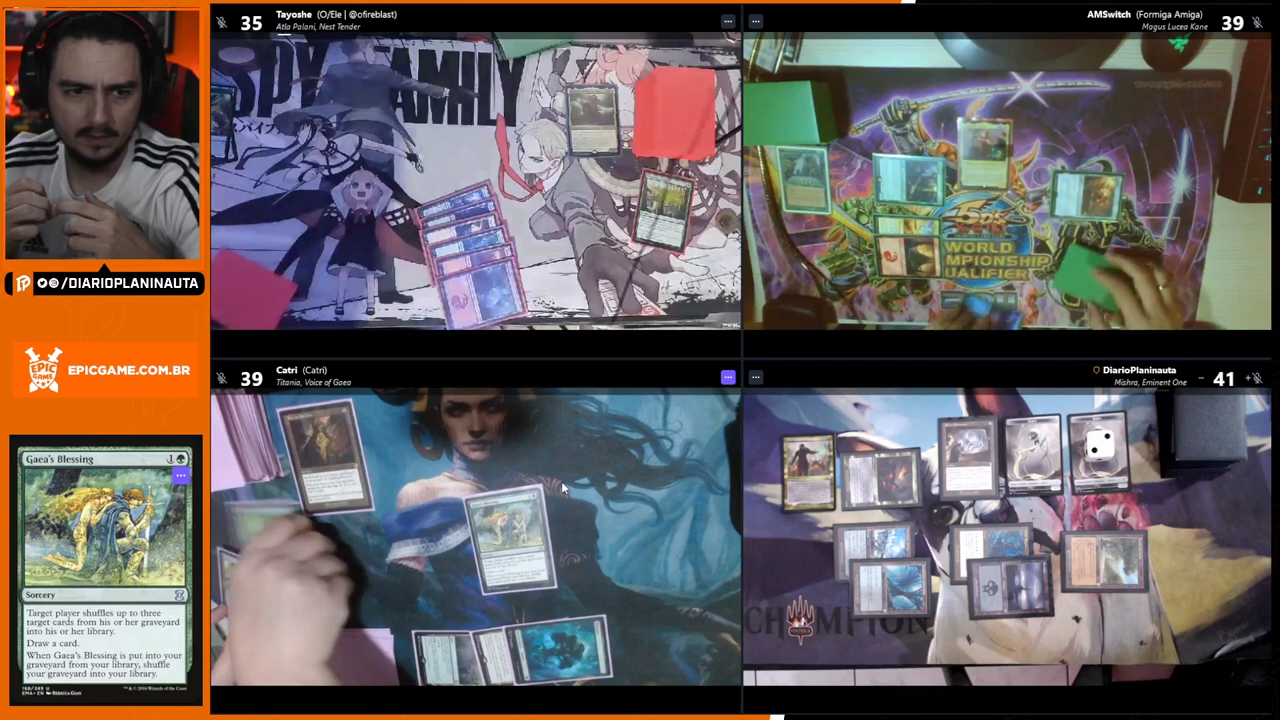 35
Tayoshe (O/Ele | @ofireblast)
Atla Palani, Nest Tender
AMSwitch (Formiga Amiga)
Magus Lucea Kane
39
SPY FAMILY
WORLD
/DIARIOPLANINAUTA
EPIC
GAME
EPICGAME.COM.BR
39
Catri (Catri)
Titania, Voice of Gaea
DiarioPlaninauta
Mishra, Eminent One
41
Gaea's Blessing
1
Sorcery
Target player shuffles up to three
target cards from his or her graveyard
into his or her library.
Draw a card.
When Gaea's Blessing is put into your
graveyard from your library, shuffle
your graveyard into your library.